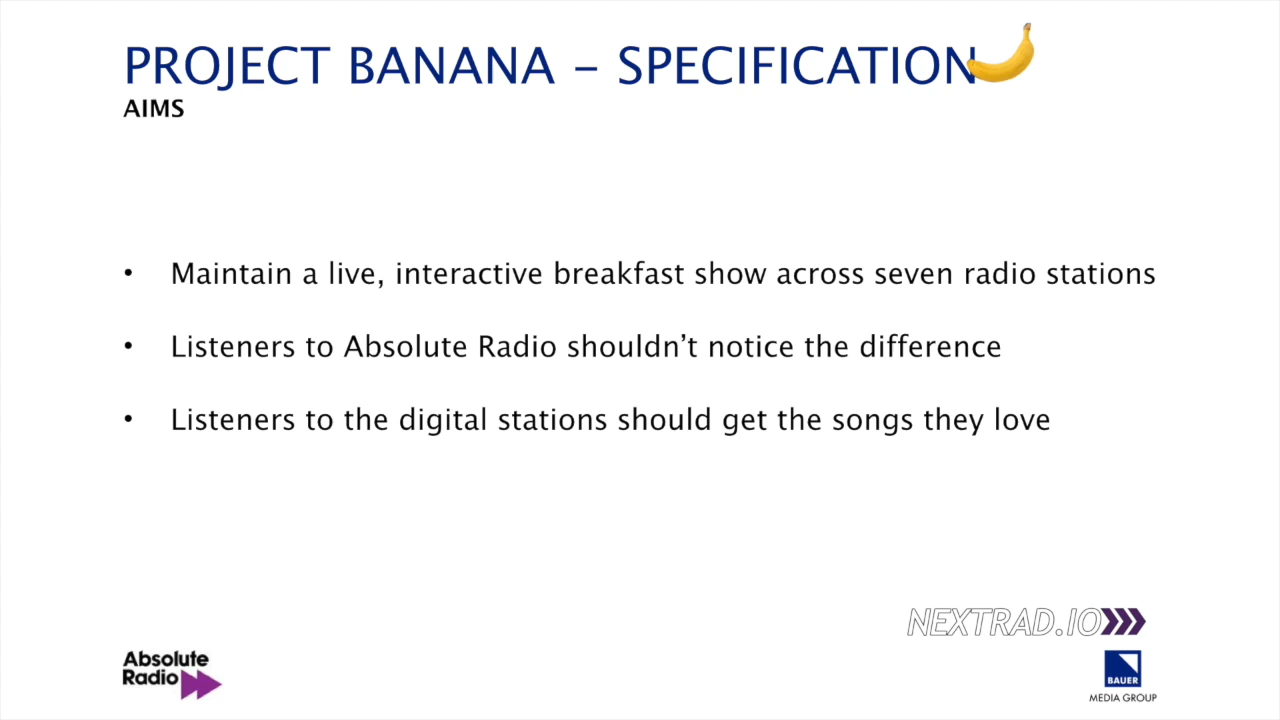 PROJECT BANANA – SPECIFICATION
AIMS
• Maintain a live, interactive breakfast show across seven radio stations
• Listeners to Absolute Radio shouldn’t notice the difference
• Listeners to the digital stations should get the songs they love
NEXTRAD.IO
Absolute
Radio
BAUER
MEDIA GROUP